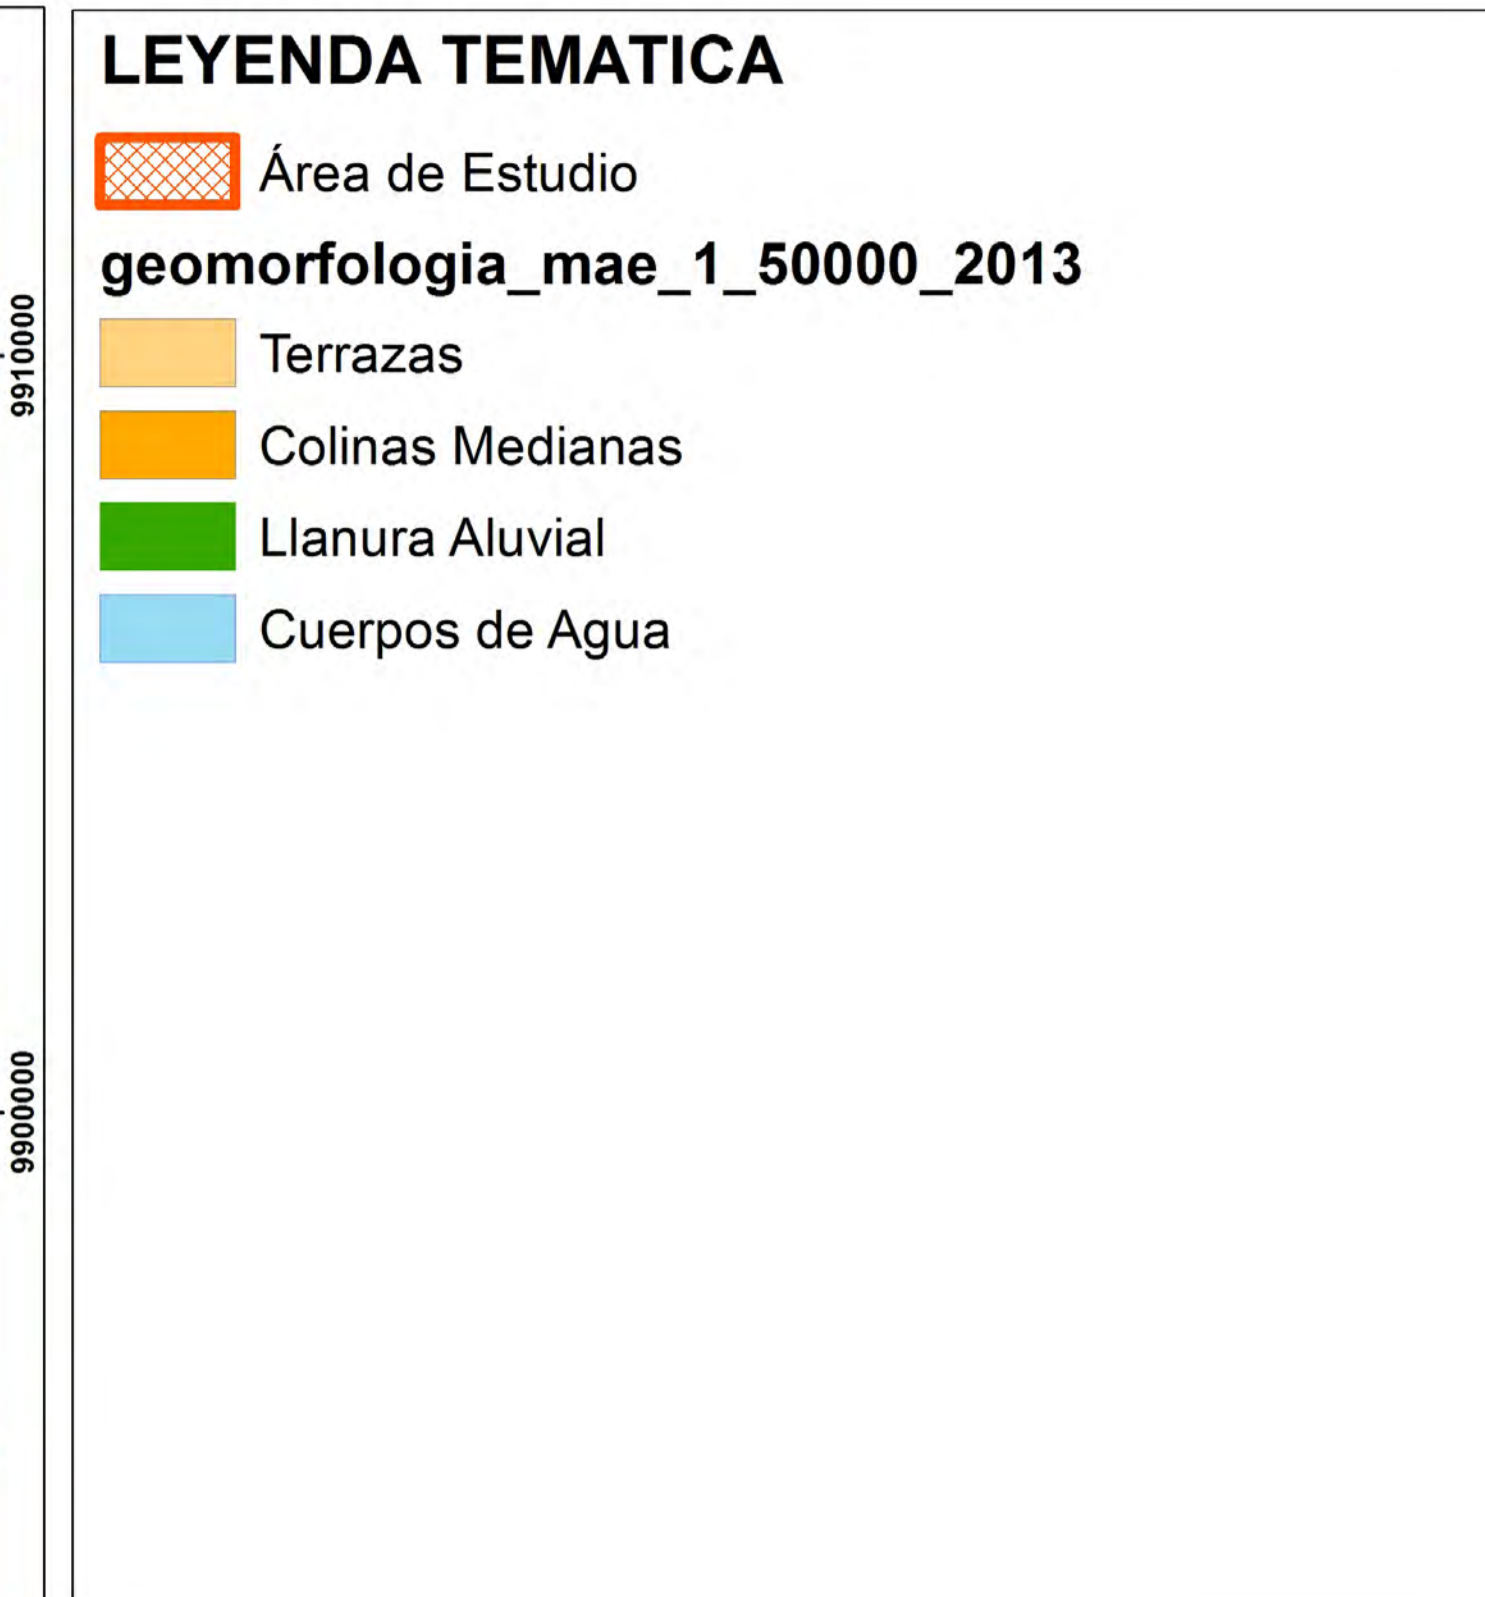 LEYENDA TEMATICA
Área de Estudio
geomorfologia_mae_1_50000_2013
Terrazas
Colinas Medianas
Llanura Aluvial
Cuerpos de Agua
9910000
9900000